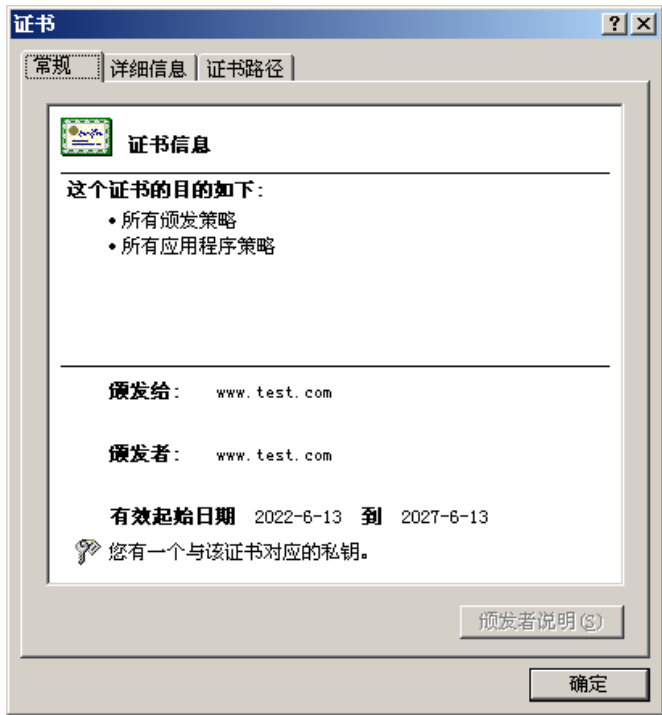 证书
常规 详细信息 证书路径
证书信息
这个证书的目的如下:
•所有颁发策略
•所有应用程序策略
颁发给: www.test.com
颁发者: www.test.com
有效起始日期 2022-6-13 到 2027-6-13
您有一个与该证书对应的私钥。
颁发者说明(S)
确定